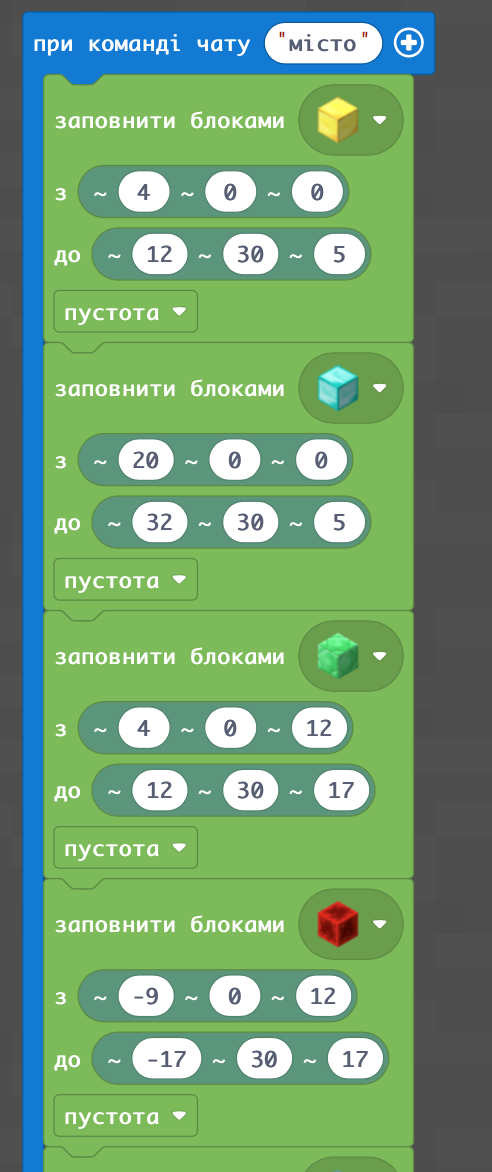 при команді чату "місто"
заповнити блоками
з ~ 4 ~ 0 ~ 0
до ~ 12 ~ 30 ~ 5
пустота
заповнити блоками
з ~ 20 ~ 0 ~ 0
до ~ 32 ~ 30 ~ 5
пустота
заповнити блоками
з ~ 4 ~ 0 ~ 12
до ~ 12 ~ 30 ~ 17
пустота
заповнити блоками
з ~ -9 ~ 0 ~ 12
до ~ -17 ~ 30 ~ 17
пустота